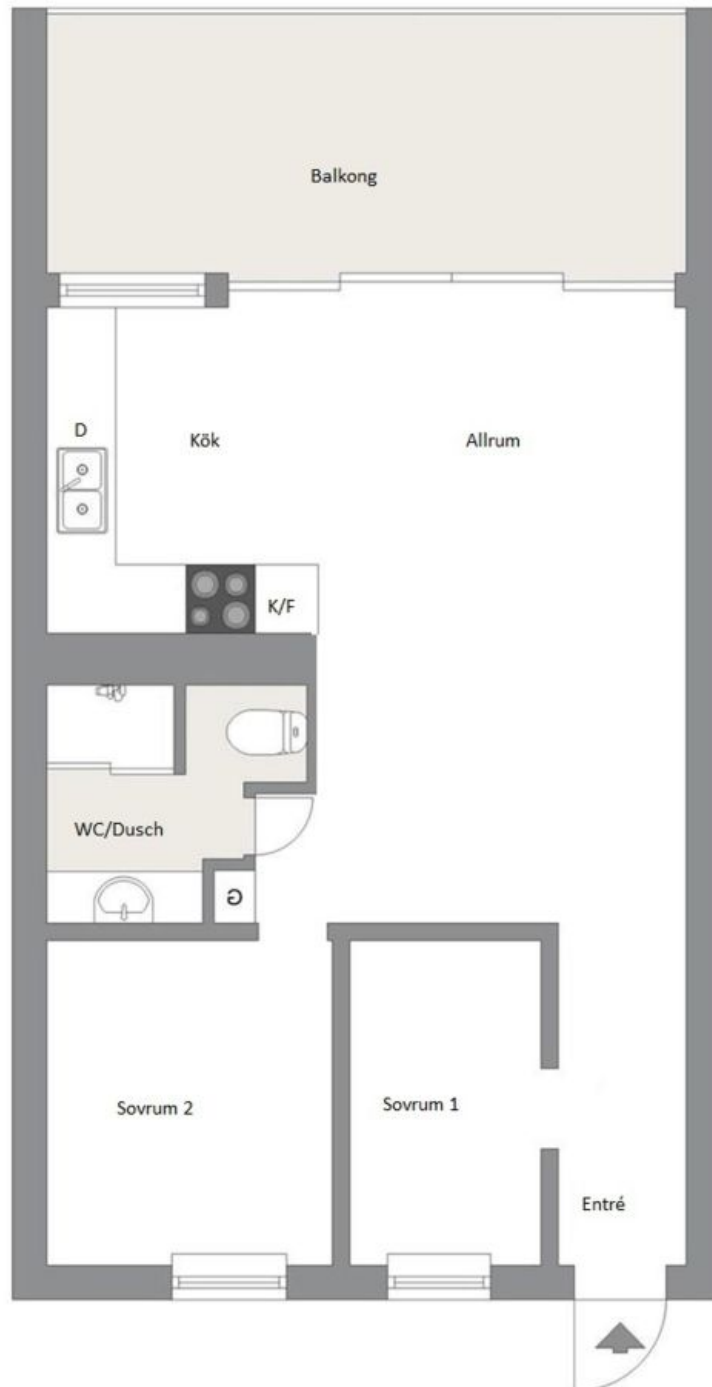 Balkong
D
Kök
Allrum
K/F
WC/Dusch
G
Sovrum 2
Sovrum 1
Entré